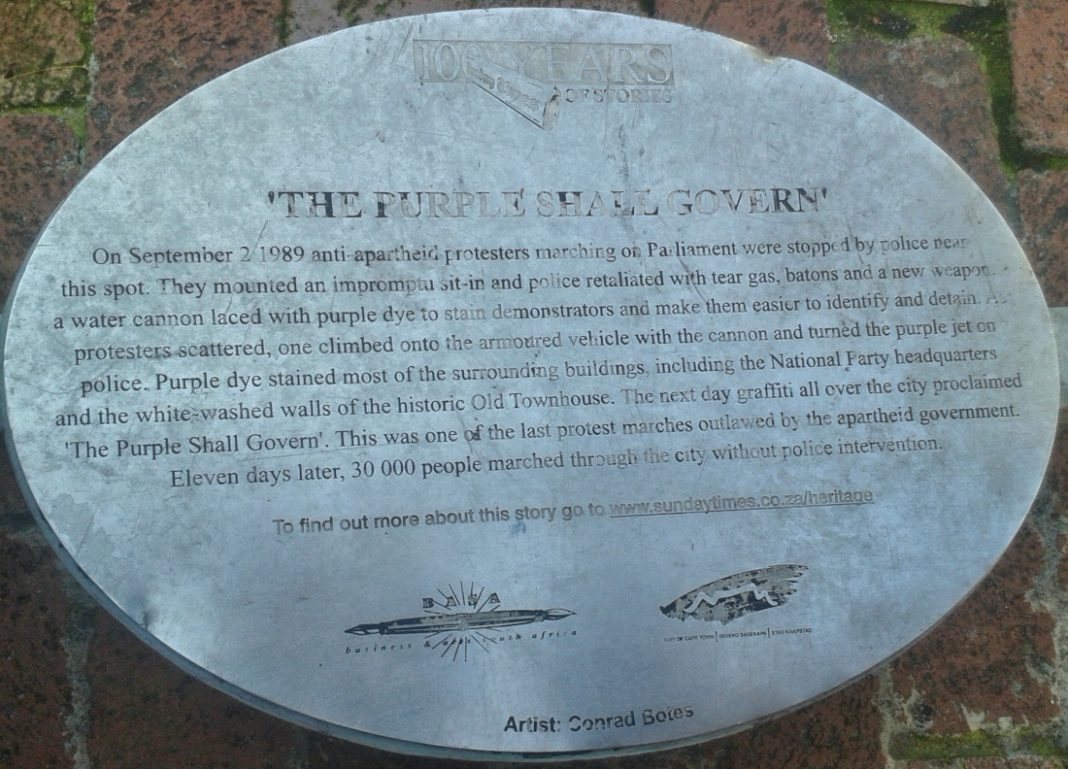 100 YEARS
Sunday Times
OF STORIES
'THE PURPLE SHALL GOVERN'
On September 2 1989 anti-apartheid protesters marching on Parliament were stopped by police near
this spot. They mounted an impromptu sit-in and police retaliated with tear gas, batons and a new weapon...
a water cannon laced with purple dye to stain demonstrators and make them easier to identify and detain. As
protesters scattered, one climbed onto the armoured vehicle with the cannon and turned the purple jet on
police. Purple dye stained most of the surrounding buildings, including the National Party headquarters
and the white-washed walls of the historic Old Townhouse. The next day graffiti all over the city proclaimed
'The Purple Shall Govern'. This was one of the last protest marches outlawed by the apartheid government.
Eleven days later, 30 000 people marched through the city without police intervention.
To find out more about this story go to www.sundaytimes.co.za/heritage
BASA
business & arts south africa
CITY OF CAPE TOWN | ISIXEKO SASEKAPA | STAD KAAPSTAD
Artist: Conrad Botes